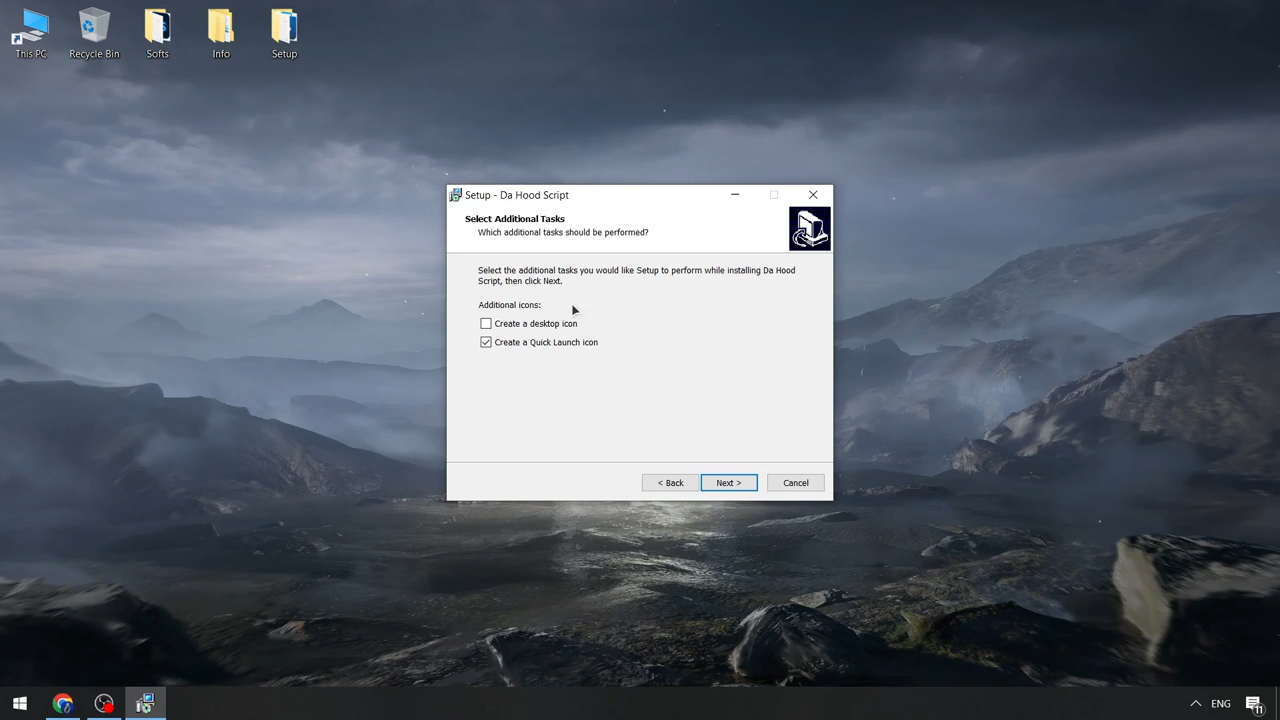 This PC
Recycle Bin
Softs
Info
Setup
Setup - Da Hood Script
Select Additional Tasks
Which additional tasks should be performed?
Select the additional tasks you would like Setup to perform while installing Da Hood
Script, then click Next.
Additional icons:
Create a desktop icon
Create a Quick Launch icon
< Back
Next >
Cancel
ENG
11